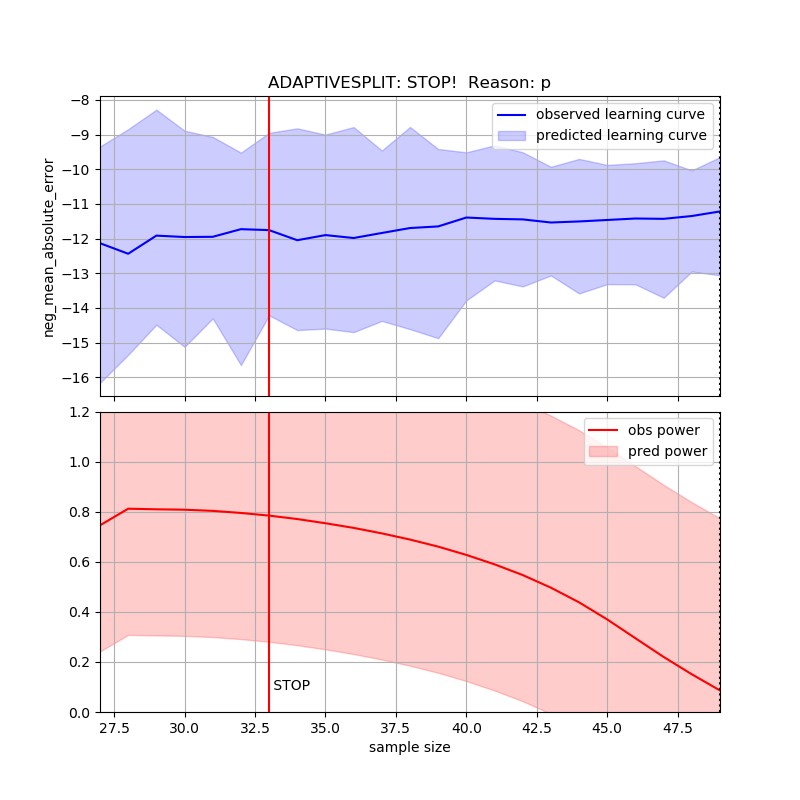 ADAPTIVESPLIT: STOP!  Reason: p
observed learning curve
predicted learning curve
neg_mean_absolute_error
−8
−9
−10
−11
−12
−13
−14
−15
−16
obs power
pred power
1.2
1.0
0.8
0.6
0.4
0.2
0.0
STOP
27.5 30.0 32.5 35.0 37.5 40.0 42.5 45.0 47.5
sample size